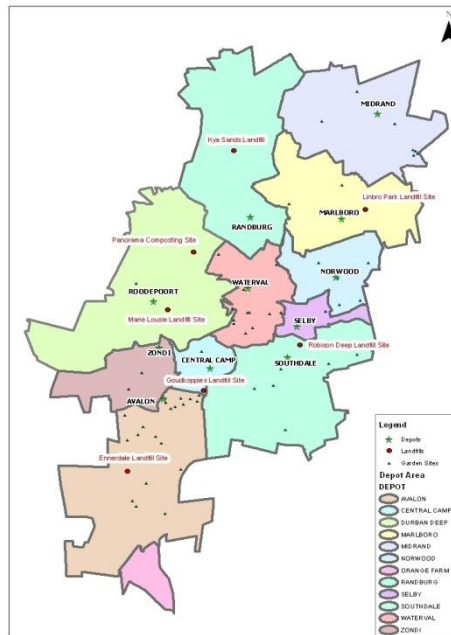 N
MIDRAND
Kya Sands Landfill
Linbro Park Landfill Site
MARLBORO
RANDBURG
Panorama Composting Site
NORWOOD
WATERVAL
ROODEPOORT
Marie Lousie Landfill Site
SELBY
Robison Deep Landfill Site
ZONDI
CENTRAL CAMP
SOUTHDALE
Goudkoppies Landfill Site
AVALON
Ennerdale Landfill Site
Legend
Depots
Landfills
Garden Sites
Depot Area
DEPOT
AVALON
CENTRAL CAMP
DURBAN DEEP
MARLBORO
MIDRAND
NORWOOD
ORANGE FARM
RANDBURG
SELBY
SOUTHDALE
WATERVAL
ZONDI